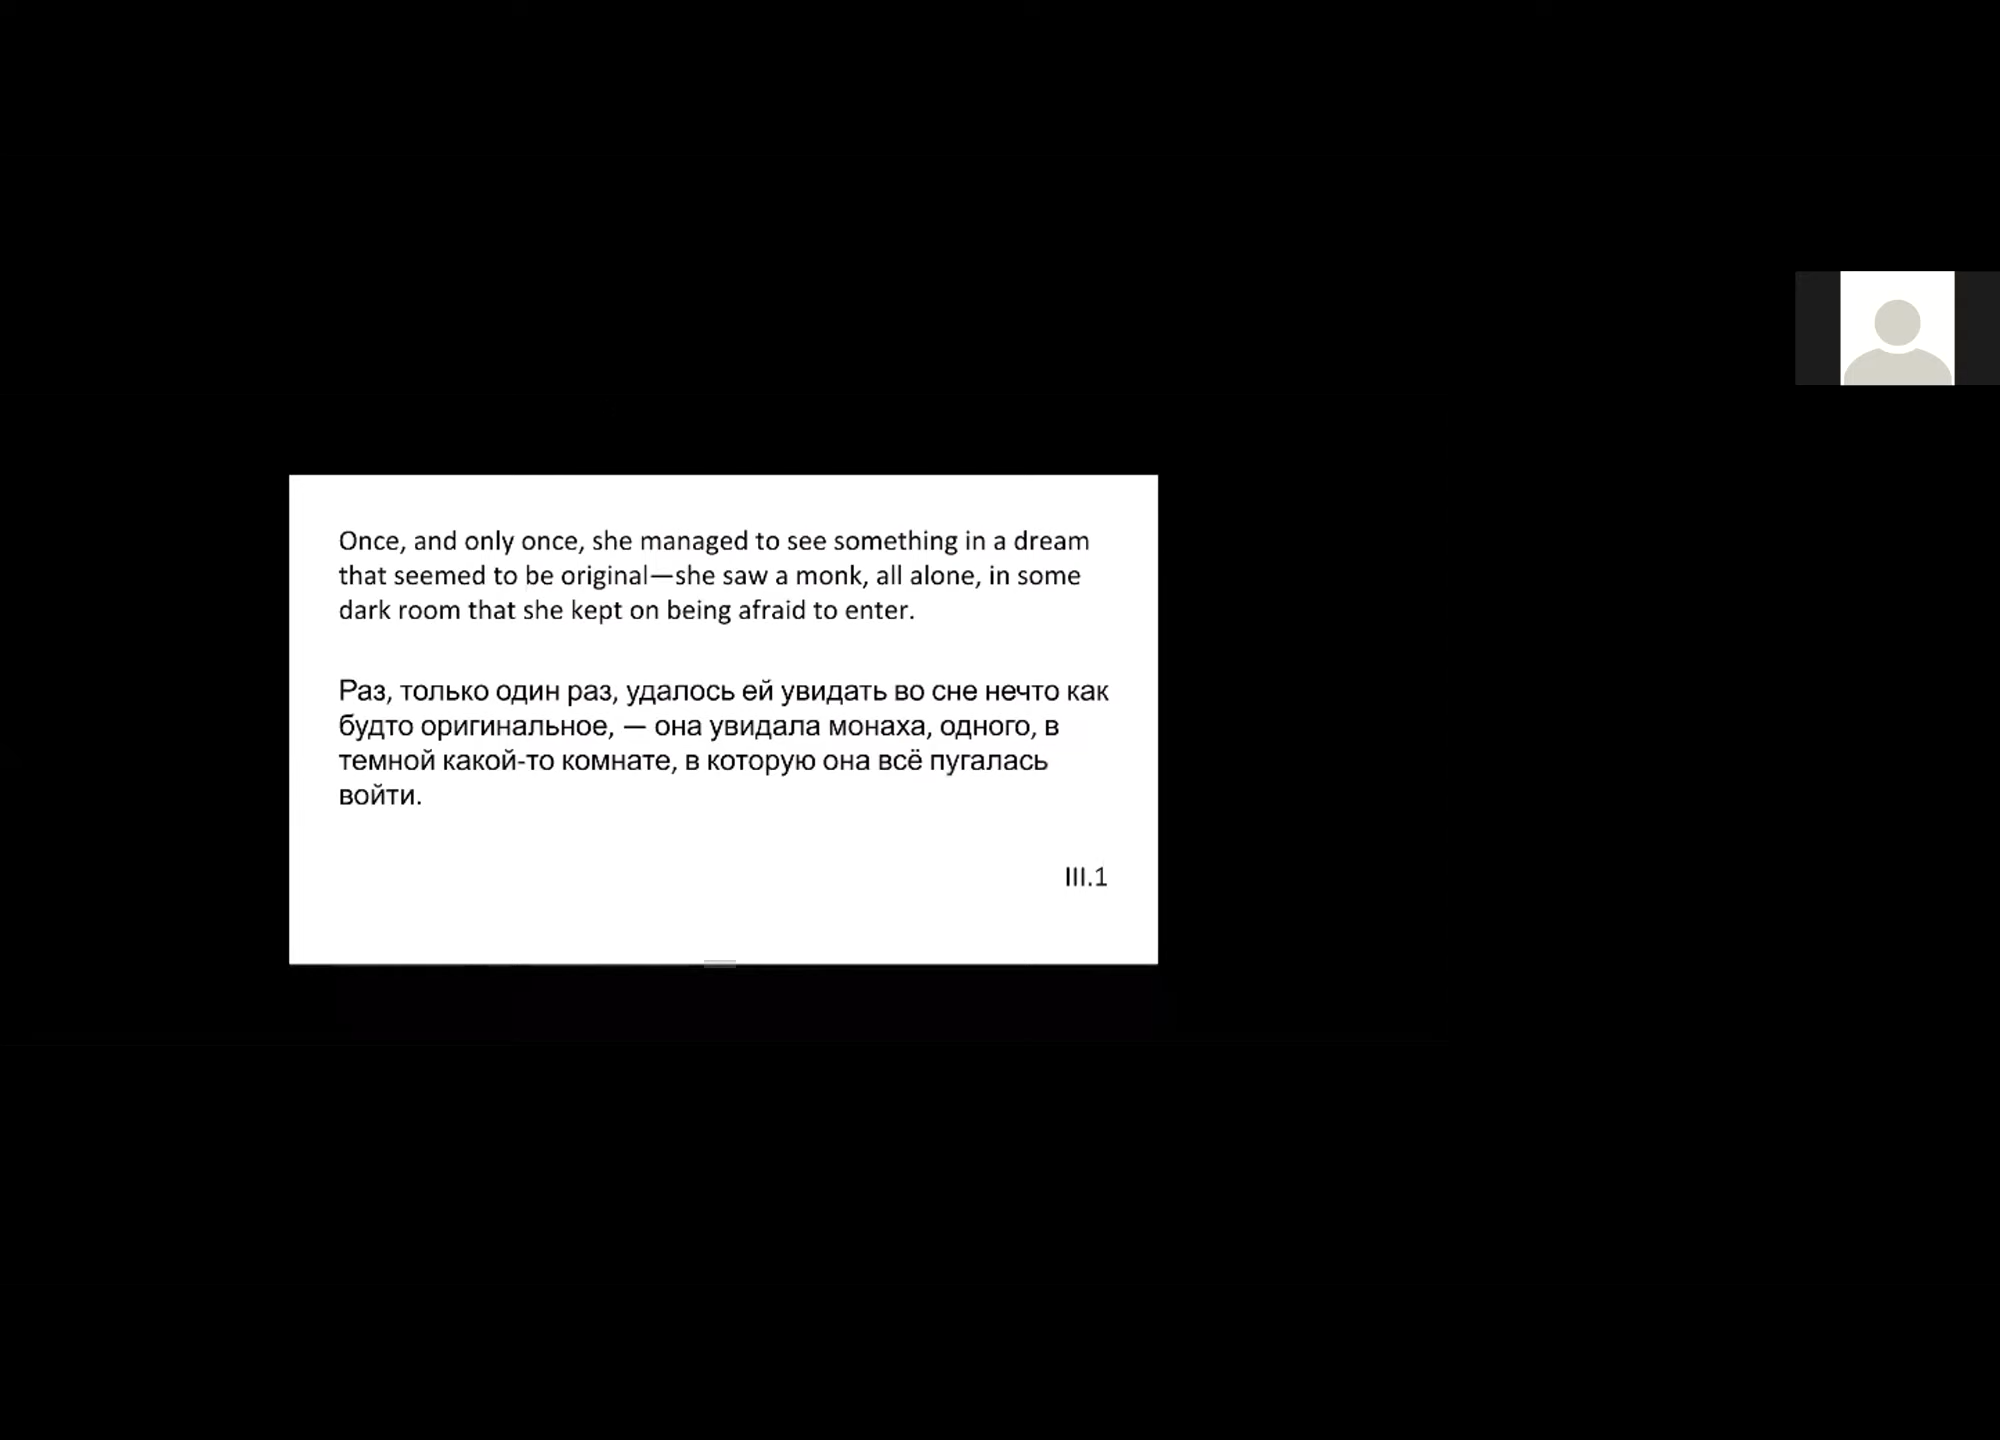 Once, and only once, she managed to see something in a dream
that seemed to be original—she saw a monk, all alone, in some
dark room that she kept on being afraid to enter.
Раз, только один раз, удалось ей увидать во сне нечто как
будто оригинальное, — она увидала монаха, одного, в
темной какой-то комнате, в которую она всё пугалась
войти.
III.1